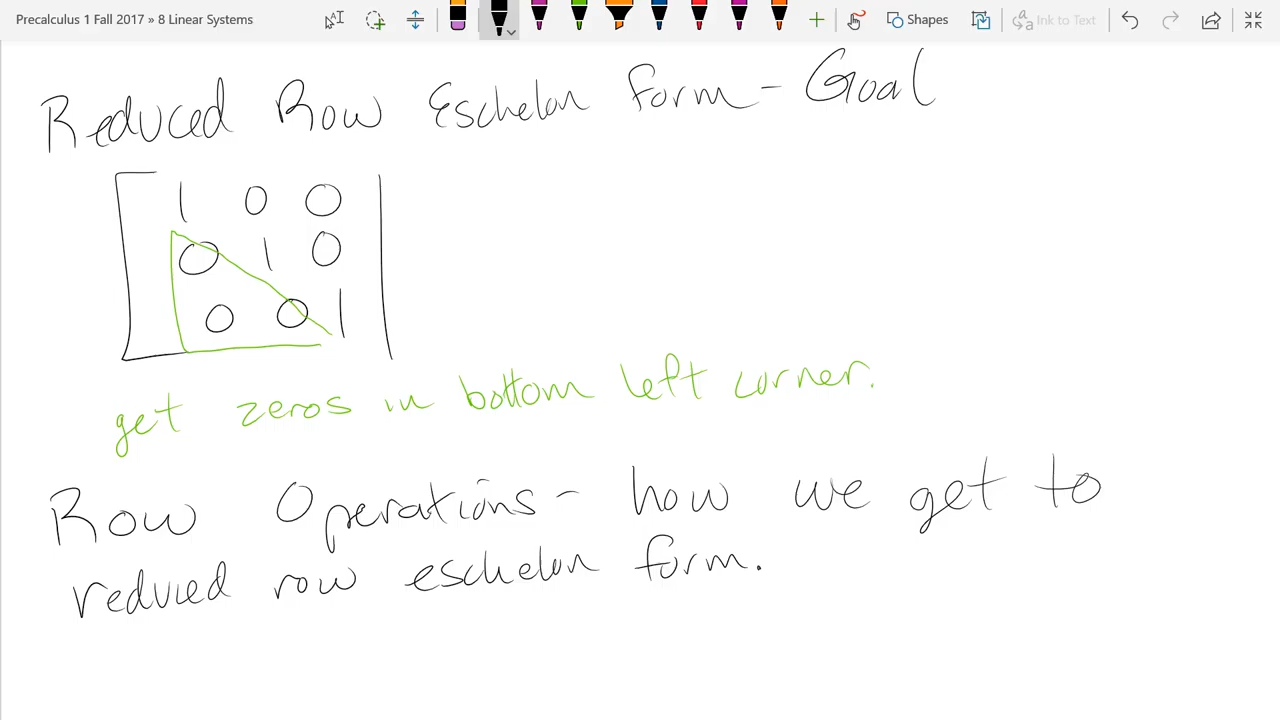 Precalculus 1 Fall 2017 » 8 Linear Systems
Shapes
Ink to Text
Reduced Row Eschelon Form - Goal
1 0 0
0 1 0
0 0 1
get zeros in bottom left corner.
Row Operations - how we get to
reduced row eschelon form.